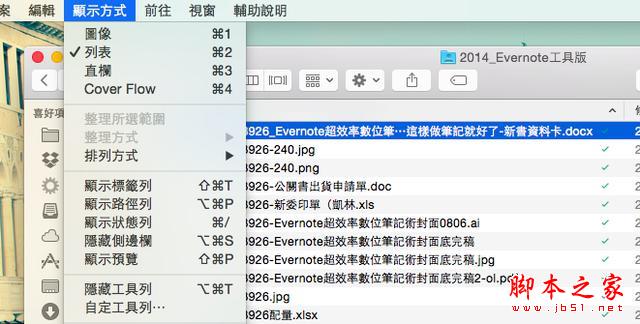 案 編輯 顯示方式 前往 視窗 輔助說明
圖像 ⌘1
✓ 列表 ⌘2
直欄 ⌘3
Cover Flow ⌘4
整理所選範圍
整理方式 ▶
排列方式 ▶
顯示標籤列 ⇧⌘T
顯示路徑列 ⌥⌘P
顯示狀態列 ⌘/
隱藏側邊欄 ⌥⌘S
顯示預覽 ⇧⌘P
隱藏工具列 ⌥⌘T
自定工具列⋯
2014_Evernote工具版
喜好項
8926_Evernote超效率數位筆⋯這樣做筆記就好了-新書資料卡.docx
8926-240.jpg
8926-240.png
8926-公關書出貨申請單.doc
8926-新委印單（凱林.xls
8926-Evernote超效率數位筆記術封面0806.ai
8926-Evernote超效率數位筆記術封面底完稿
8926-Evernote超效率數位筆記術封面底完稿.jpg
8926-Evernote超效率數位筆記術封面底完稿2-ol.pdf
8926.jpg
8926配量.xlsx
脚本之家
www.jb51.net